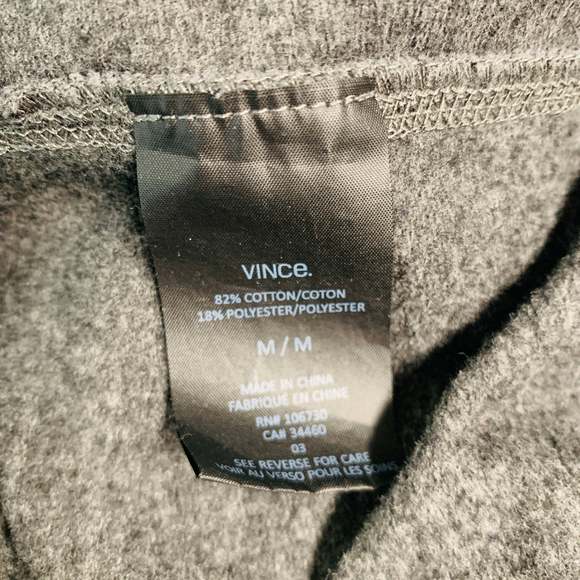 VINCe.
82% COTTON/COTON
18% POLYESTER/POLYESTER
M / M
MADE IN CHINA
FABRIQUE EN CHINE
RN# 106730
CA# 34460
03
SEE REVERSE FOR CARE
VOIR AU VERSO POUR LES SOINS